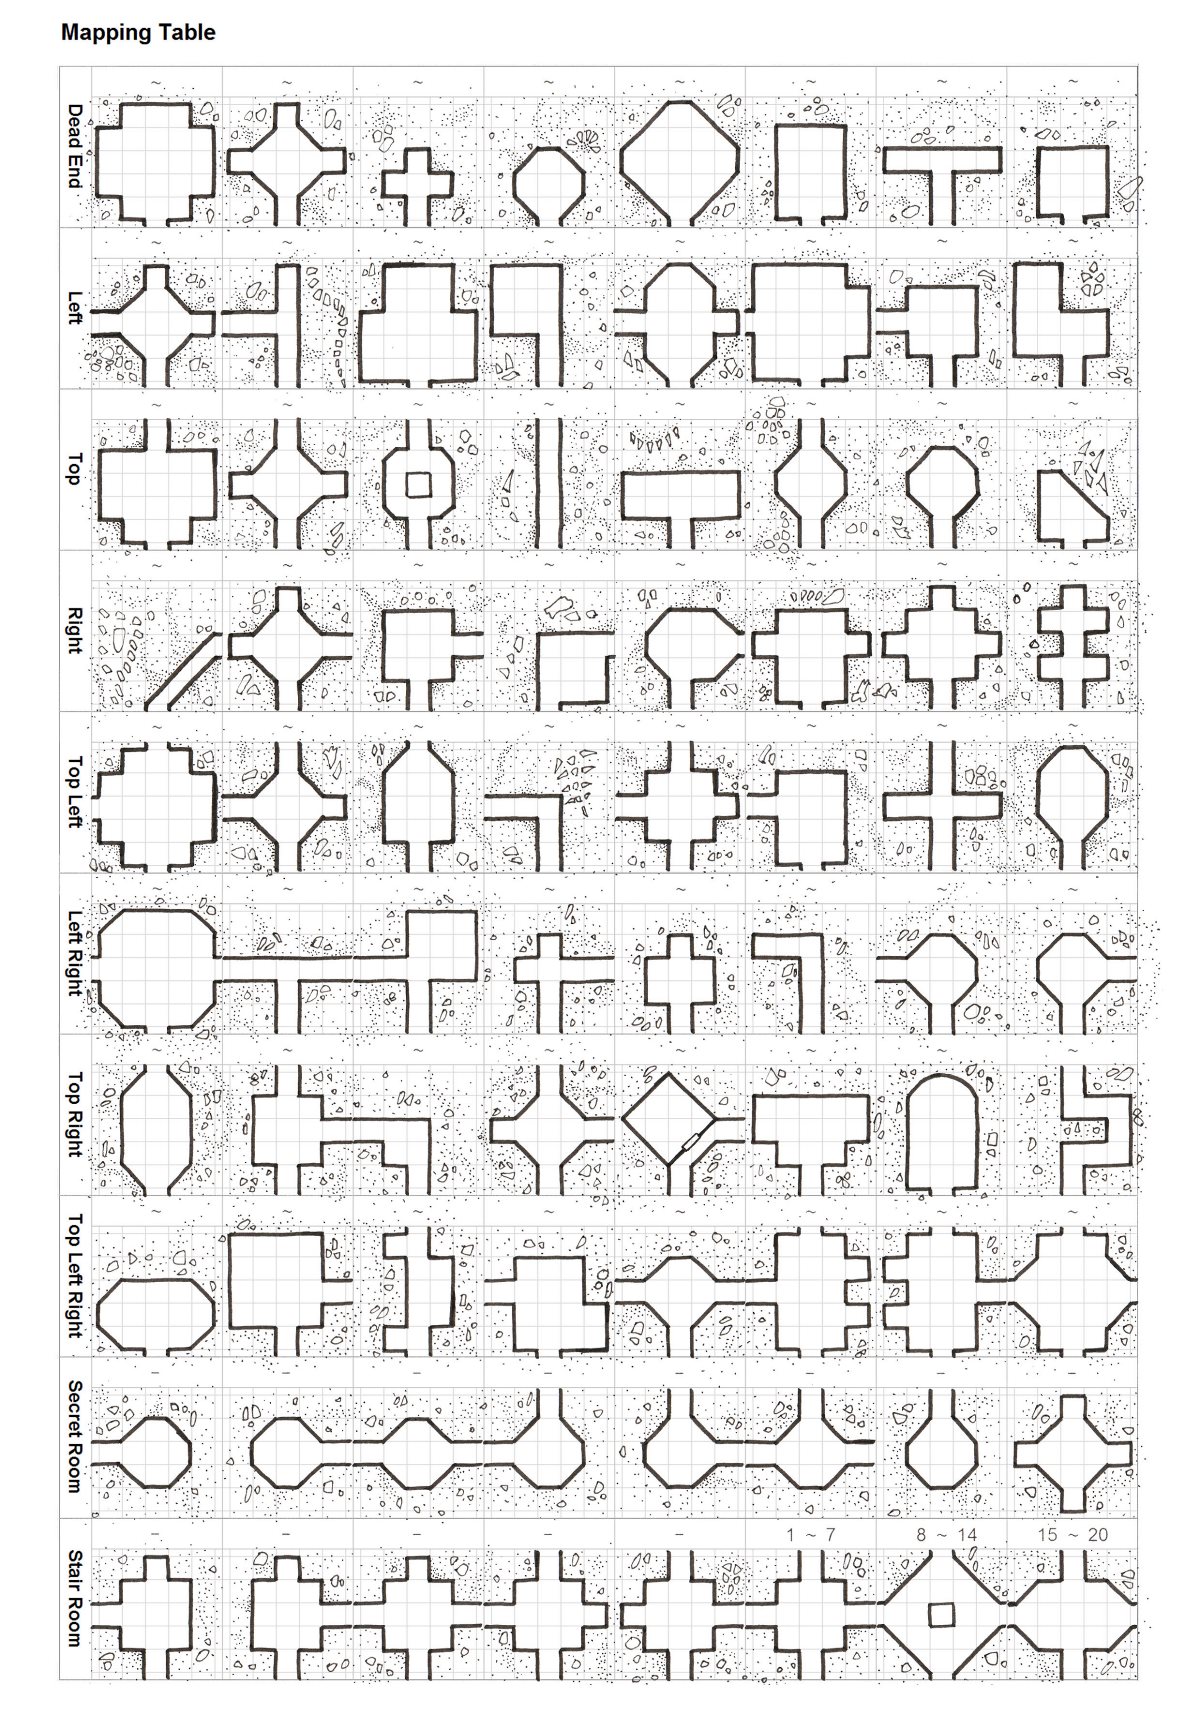 Mapping Table
~ ~ ~ ~ ~ ~ ~ ~
Dead End
~ ~ ~ ~ ~ ~ ~ ~
Left
~ ~ ~ ~ ~ ~ ~ ~
Top
~ ~ ~ ~ ~ ~ ~ ~
Right
~ ~ ~ ~ ~ ~ ~ ~
Top Left
~ ~ ~ ~ ~ ~ ~ ~
Left Right
~ ~ ~ ~ ~ ~ ~ ~
Top Right
~ ~ ~ ~ ~ ~ ~ ~
Top Left Right
– – – – – – – –
Secret Room
– – – – – 1 ~ 7 8 ~ 14 15 ~ 20
Stair Room